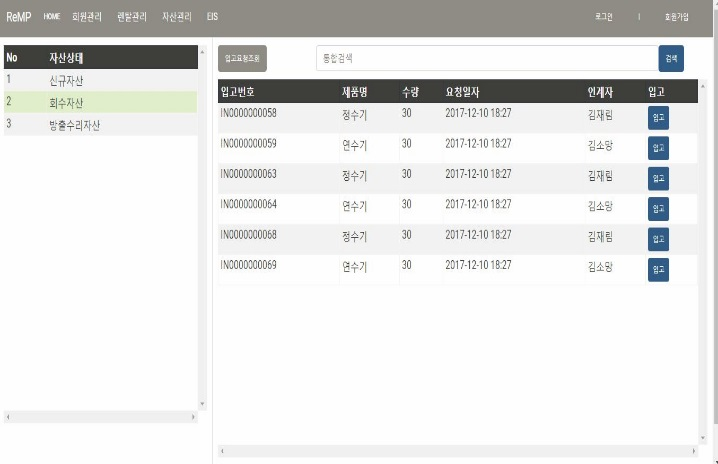 ReMP HOME 회원관리 렌탈관리 자산관리 EIS 로그인 | 회원가입
No 자산상태
1 신규자산
2 회수자산
3 방출수리자산
입고요청조회 통합검색 검색
입고번호 제품명 수량 요청일자 인계자 입고
IN0000000058 정수기 30 2017-12-10 18:27 김재림 입고
IN0000000059 연수기 30 2017-12-10 18:27 김소망 입고
IN0000000063 정수기 30 2017-12-10 18:27 김재림 입고
IN0000000064 연수기 30 2017-12-10 18:27 김소망 입고
IN0000000068 정수기 30 2017-12-10 18:27 김재림 입고
IN0000000069 연수기 30 2017-12-10 18:27 김소망 입고